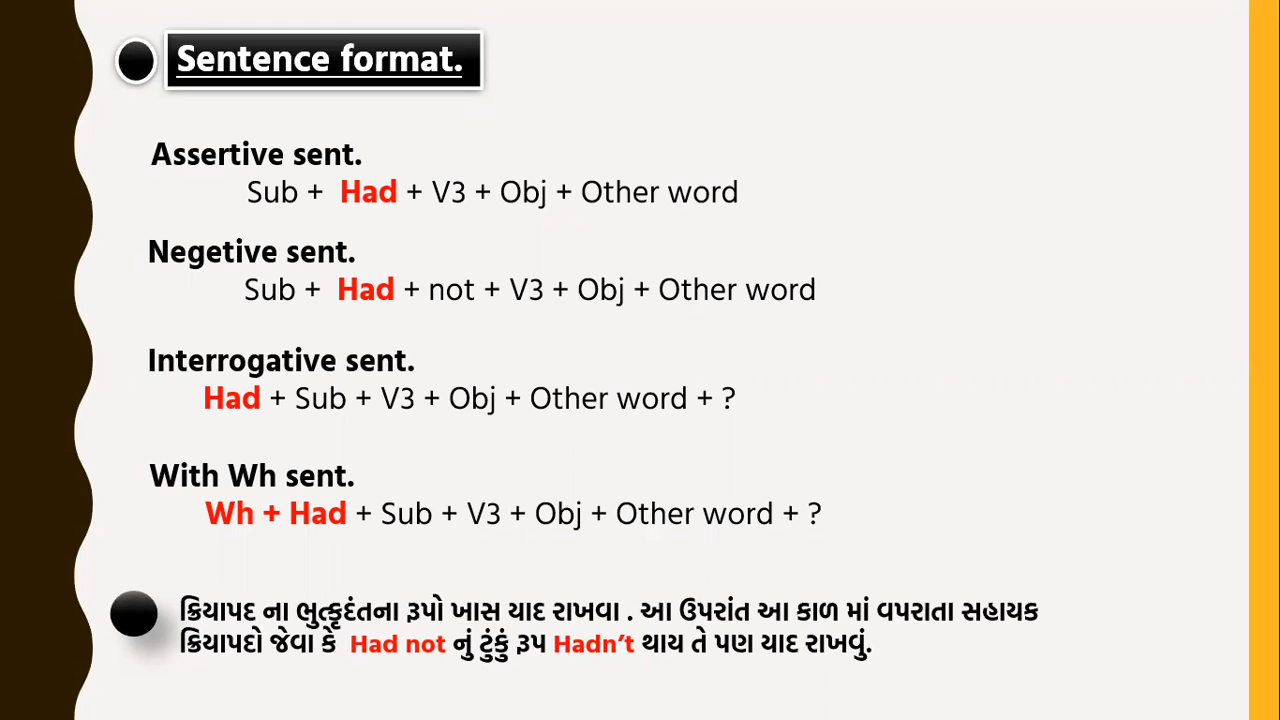 Sentence format.
Assertive sent.
Sub + Had + V3 + Obj + Other word
Negetive sent.
Sub + Had + not + V3 + Obj + Other word
Interrogative sent.
Had + Sub + V3 + Obj + Other word + ?
With Wh sent.
Wh + Had + Sub + V3 + Obj + Other word + ?
ક્રિયાપદ ના ભુત્કૃદંતના રૂપો ખાસ યાદ રાખવા . આ ઉપરાંત આ કાળ માં વપરાતા સહાયક
ક્રિયાપદો જેવા કે Had not નું ટુંકું રૂપ Hadn’t થાય તે પણ યાદ રાખવું.